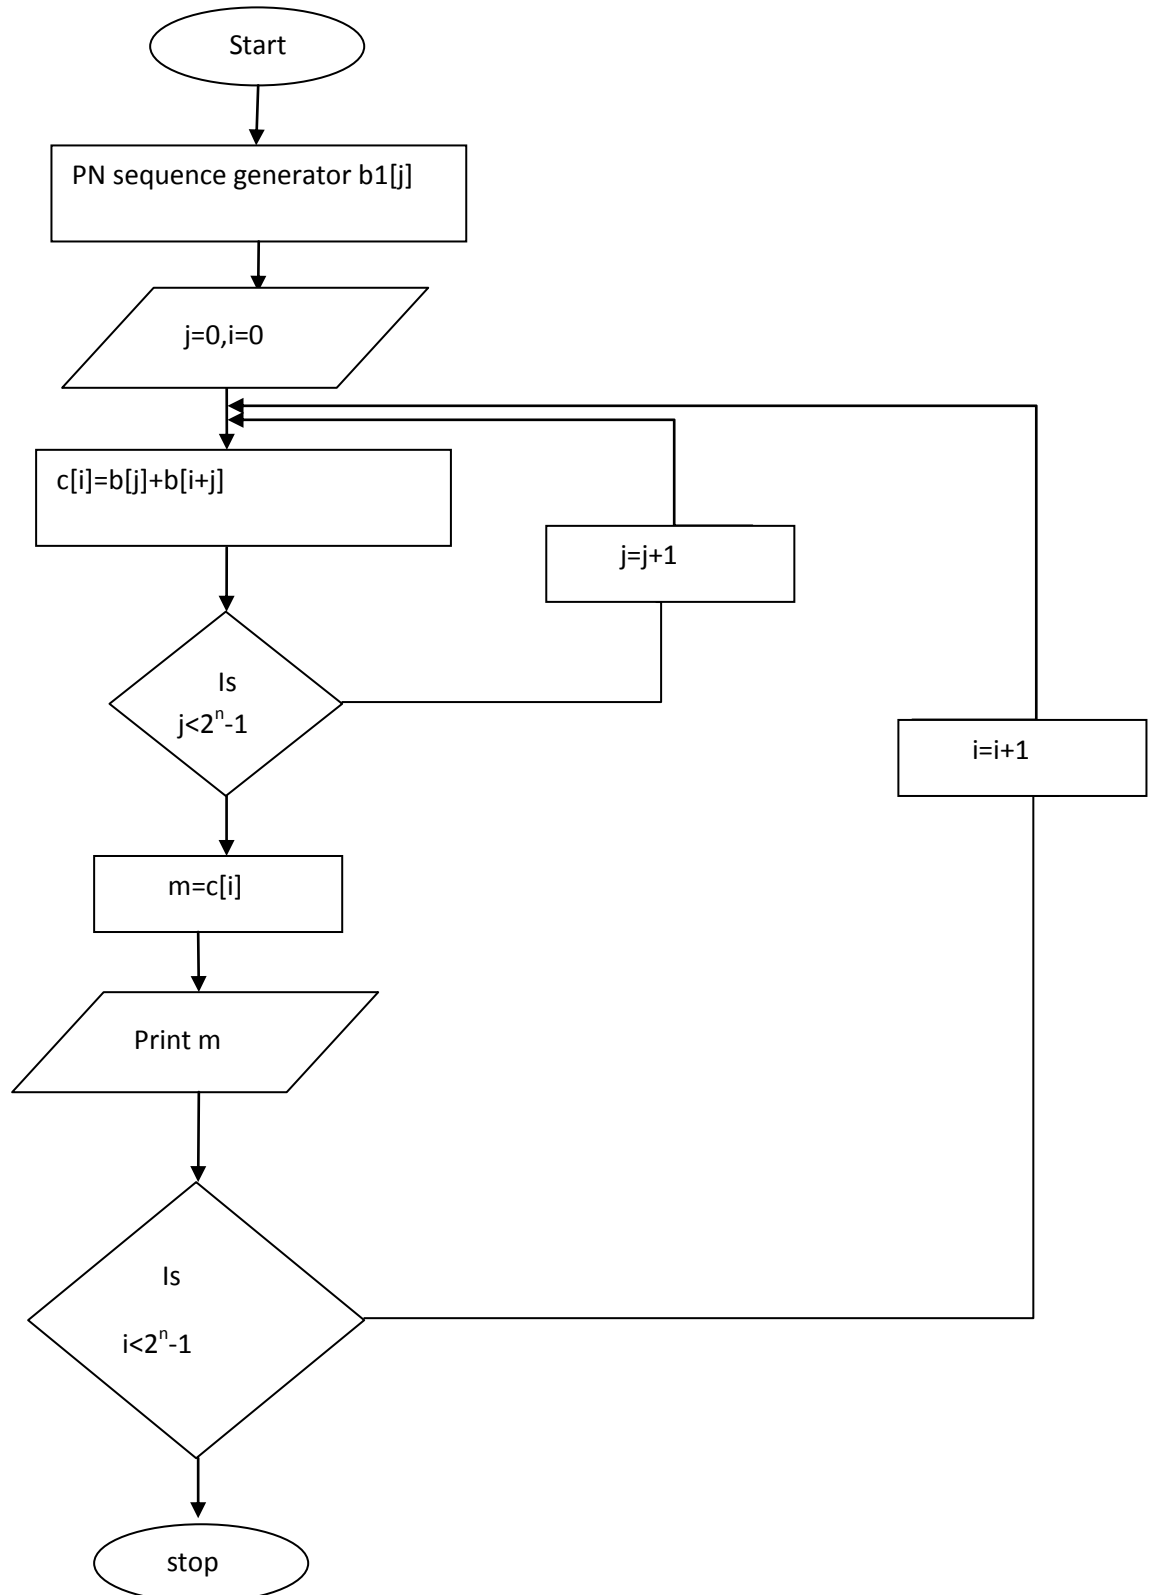 Start
PN sequence generator b1[j]
j=0,i=0
c[i]=b[j]+b[i+j]
j=j+1
Is
j<2ⁿ-1
i=i+1
m=c[i]
Print m
Is
i<2ⁿ-1
stop